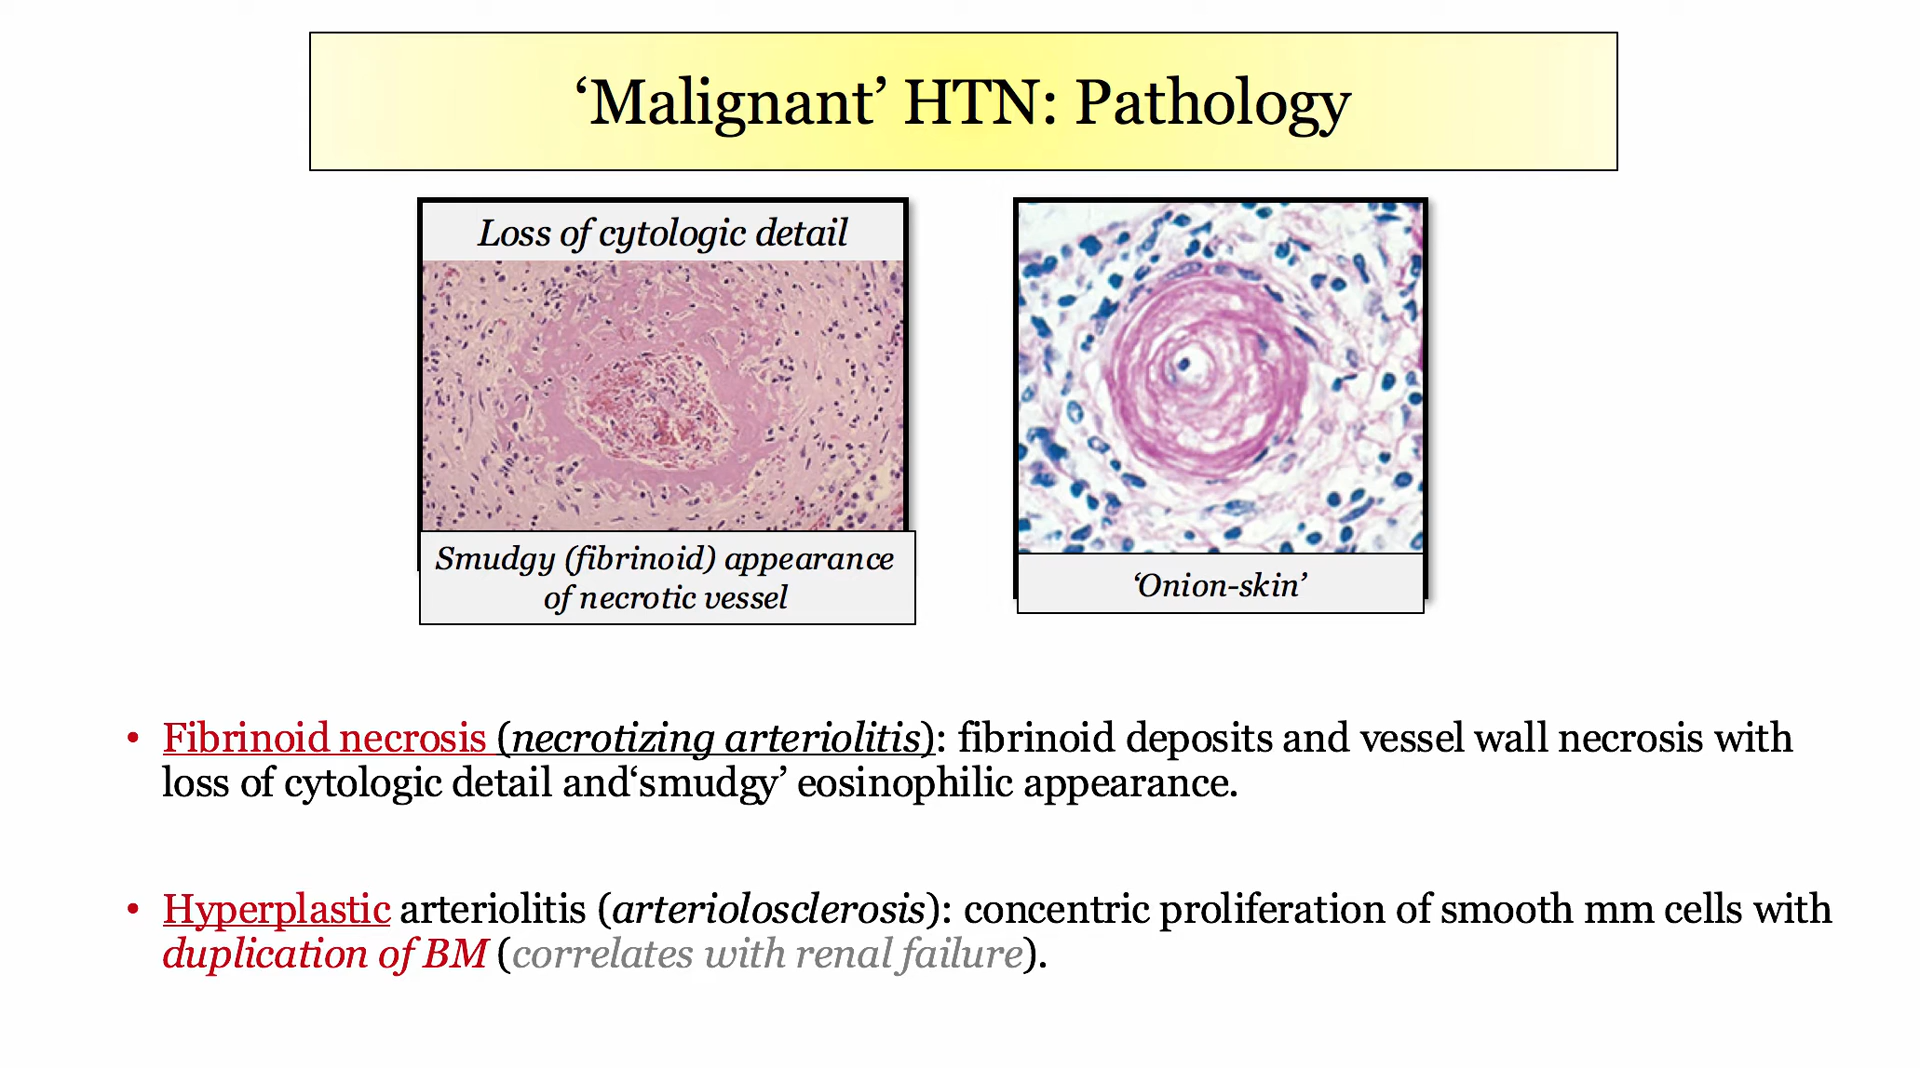 ‘Malignant’ HTN: Pathology
Loss of cytologic detail
Smudgy (fibrinoid) appearance
of necrotic vessel
‘Onion-skin’
• Fibrinoid necrosis (necrotizing arteriolitis): fibrinoid deposits and vessel wall necrosis with
loss of cytologic detail and‘smudgy’ eosinophilic appearance.
• Hyperplastic arteriolitis (arteriolosclerosis): concentric proliferation of smooth mm cells with
duplication of BM (correlates with renal failure).